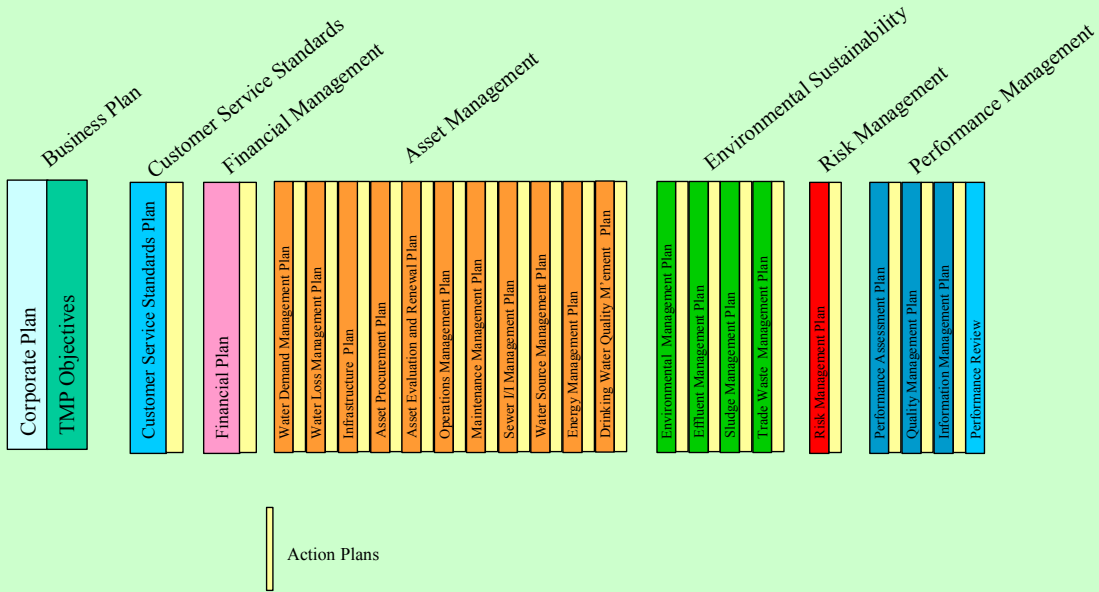 Business Plan
Customer Service Standards
Financial Management
Asset Management
Environmental Sustainability
Risk Management
Performance Management
Corporate Plan
TMP Objectives
Customer Service Standards Plan
Financial Plan
Water Demand Management Plan
Water Loss Management Plan
Infrastructure Plan
Asset Procurement Plan
Asset Evaluation and Renewal Plan
Operations Management Plan
Maintenance Management Plan
Sewer I/I Management Plan
Water Source Management Plan
Energy Management Plan
Drinking Water Quality M'ement Plan
Environmental Management Plan
Effluent Management Plan
Sludge Management Plan
Trade Waste Management Plan
Risk Management Plan
Performance Assessment Plan
Quality Management Plan
Information Management Plan
Performance Review
Action Plans